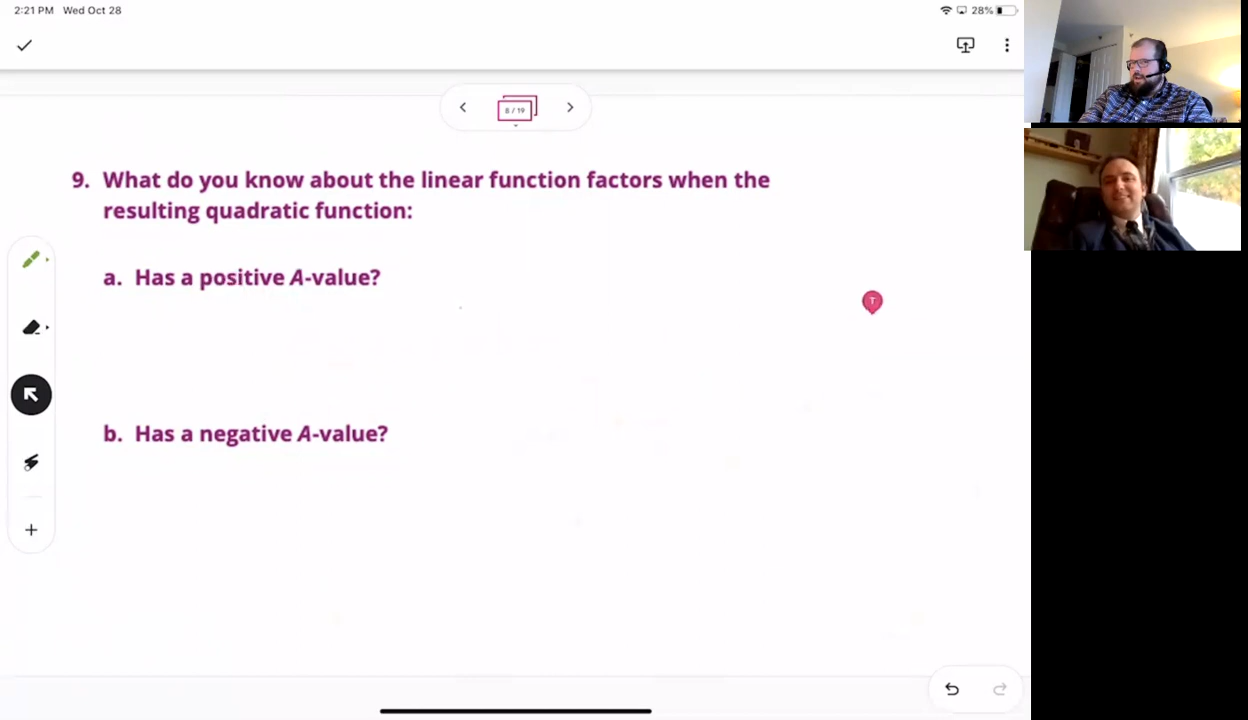 2:21 PM Wed Oct 28
28%
8 / 19
9. What do you know about the linear function factors when the
resulting quadratic function:
a. Has a positive A-value?
T
b. Has a negative A-value?